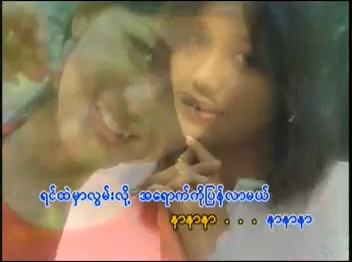 ရင်ထဲမှာလွမ်းလို့ အရောက်ကိုပြန်လာမယ်
နာနာနာ . . . နာနာနာ